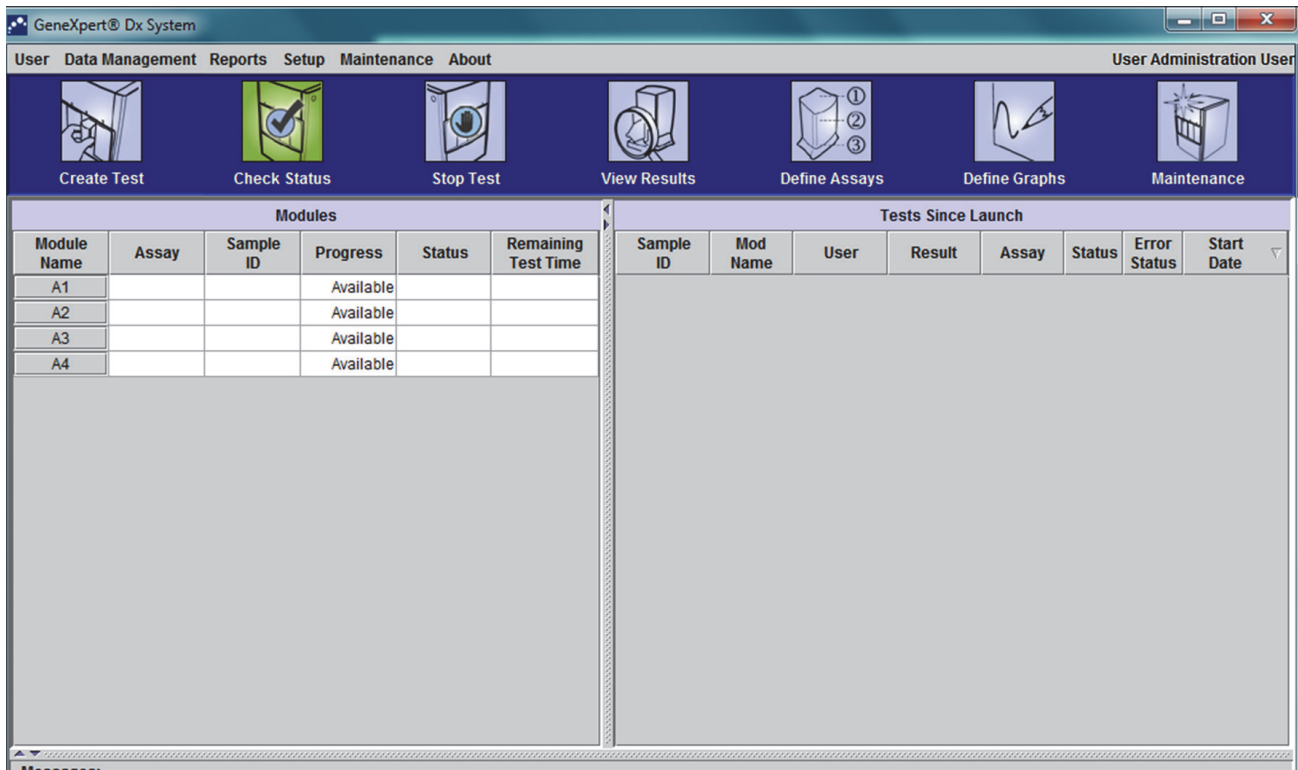 GeneXpert® Dx System
User Data Management Reports Setup Maintenance About User Administration User
① ② ③
Create Test Check Status Stop Test View Results Define Assays Define Graphs Maintenance
Modules
Module Name Assay Sample ID Progress Status Remaining Test Time
A1 Available
A2 Available
A3 Available
A4 Available
Tests Since Launch
Sample ID Mod Name User Result Assay Status Error Status Start Date